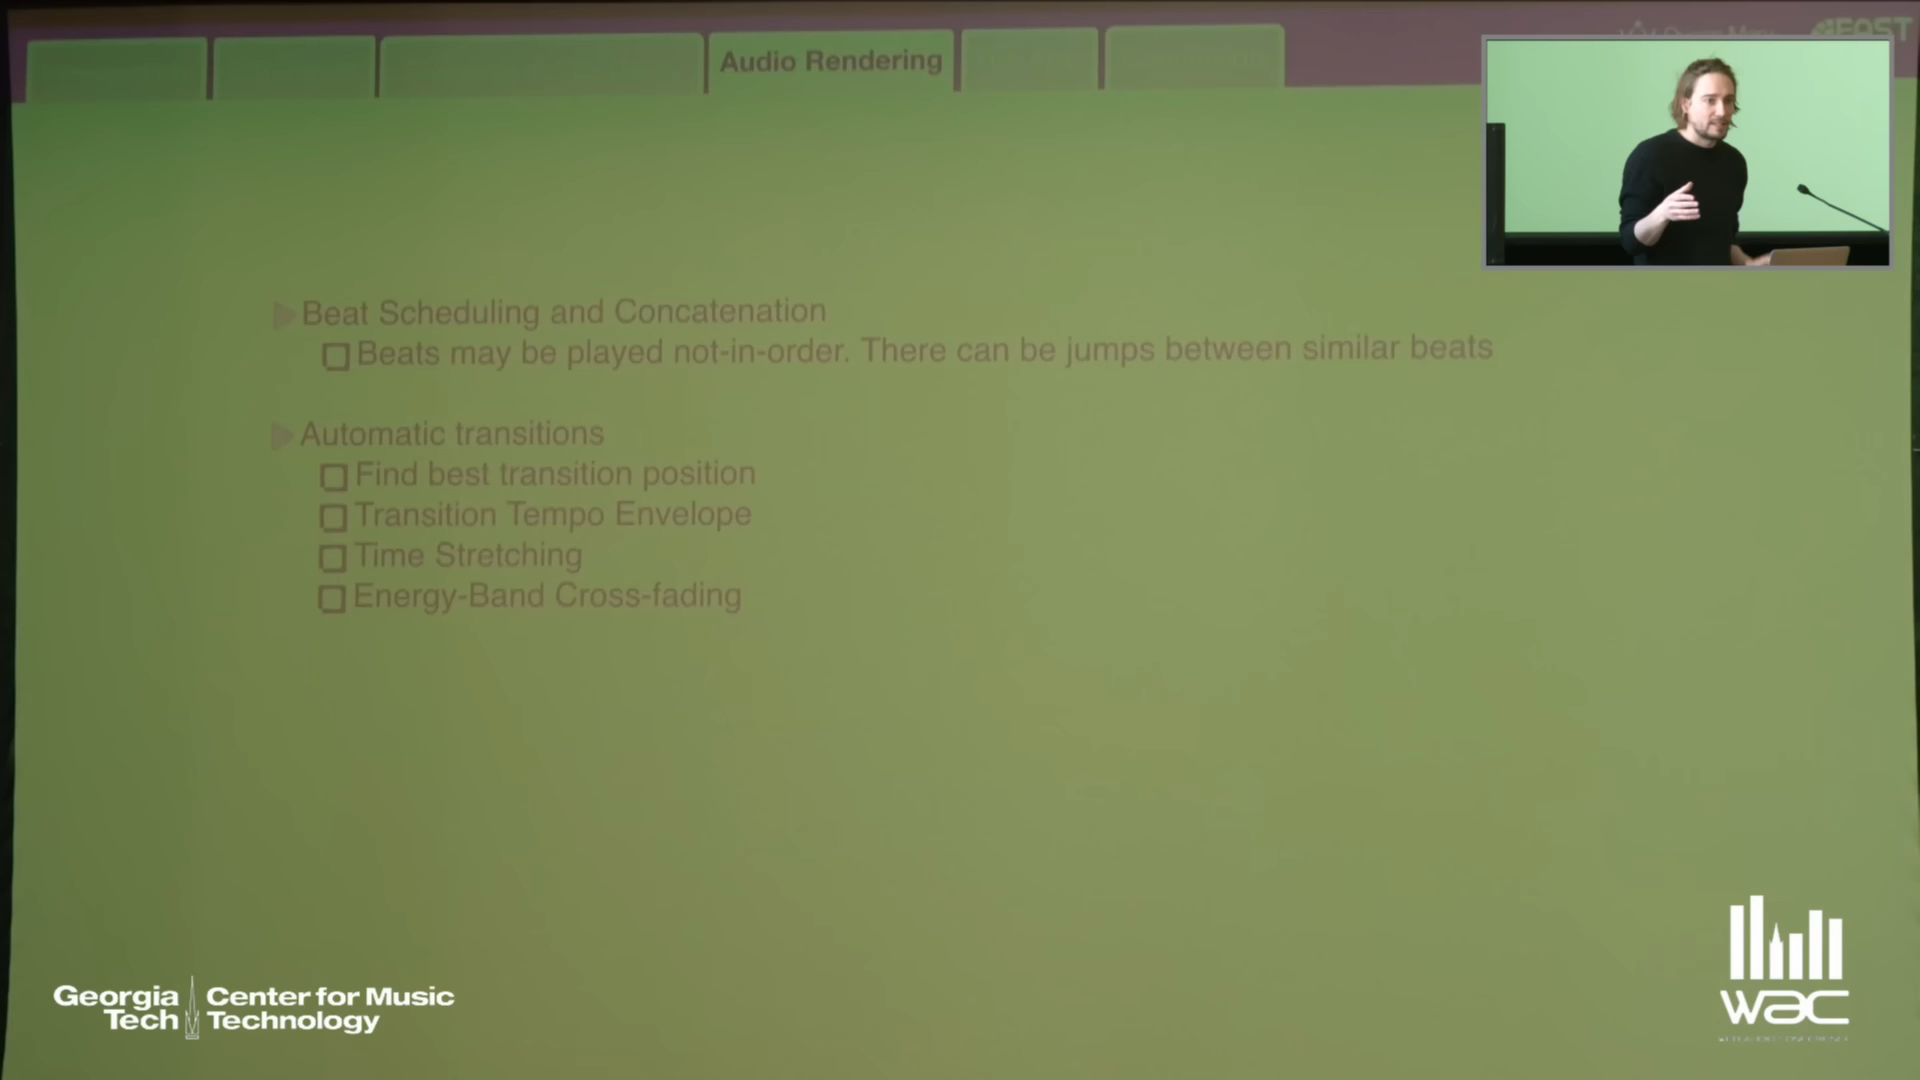 Audio Rendering
EAST
Beat Scheduling and Concatenation
Beats may be played not-in-order. There can be jumps between similar beats
Automatic transitions
Find best transition position
Transition Tempo Envelope
Time Stretching
Energy-Band Cross-fading
Georgia Tech
Center for Music Technology
wac